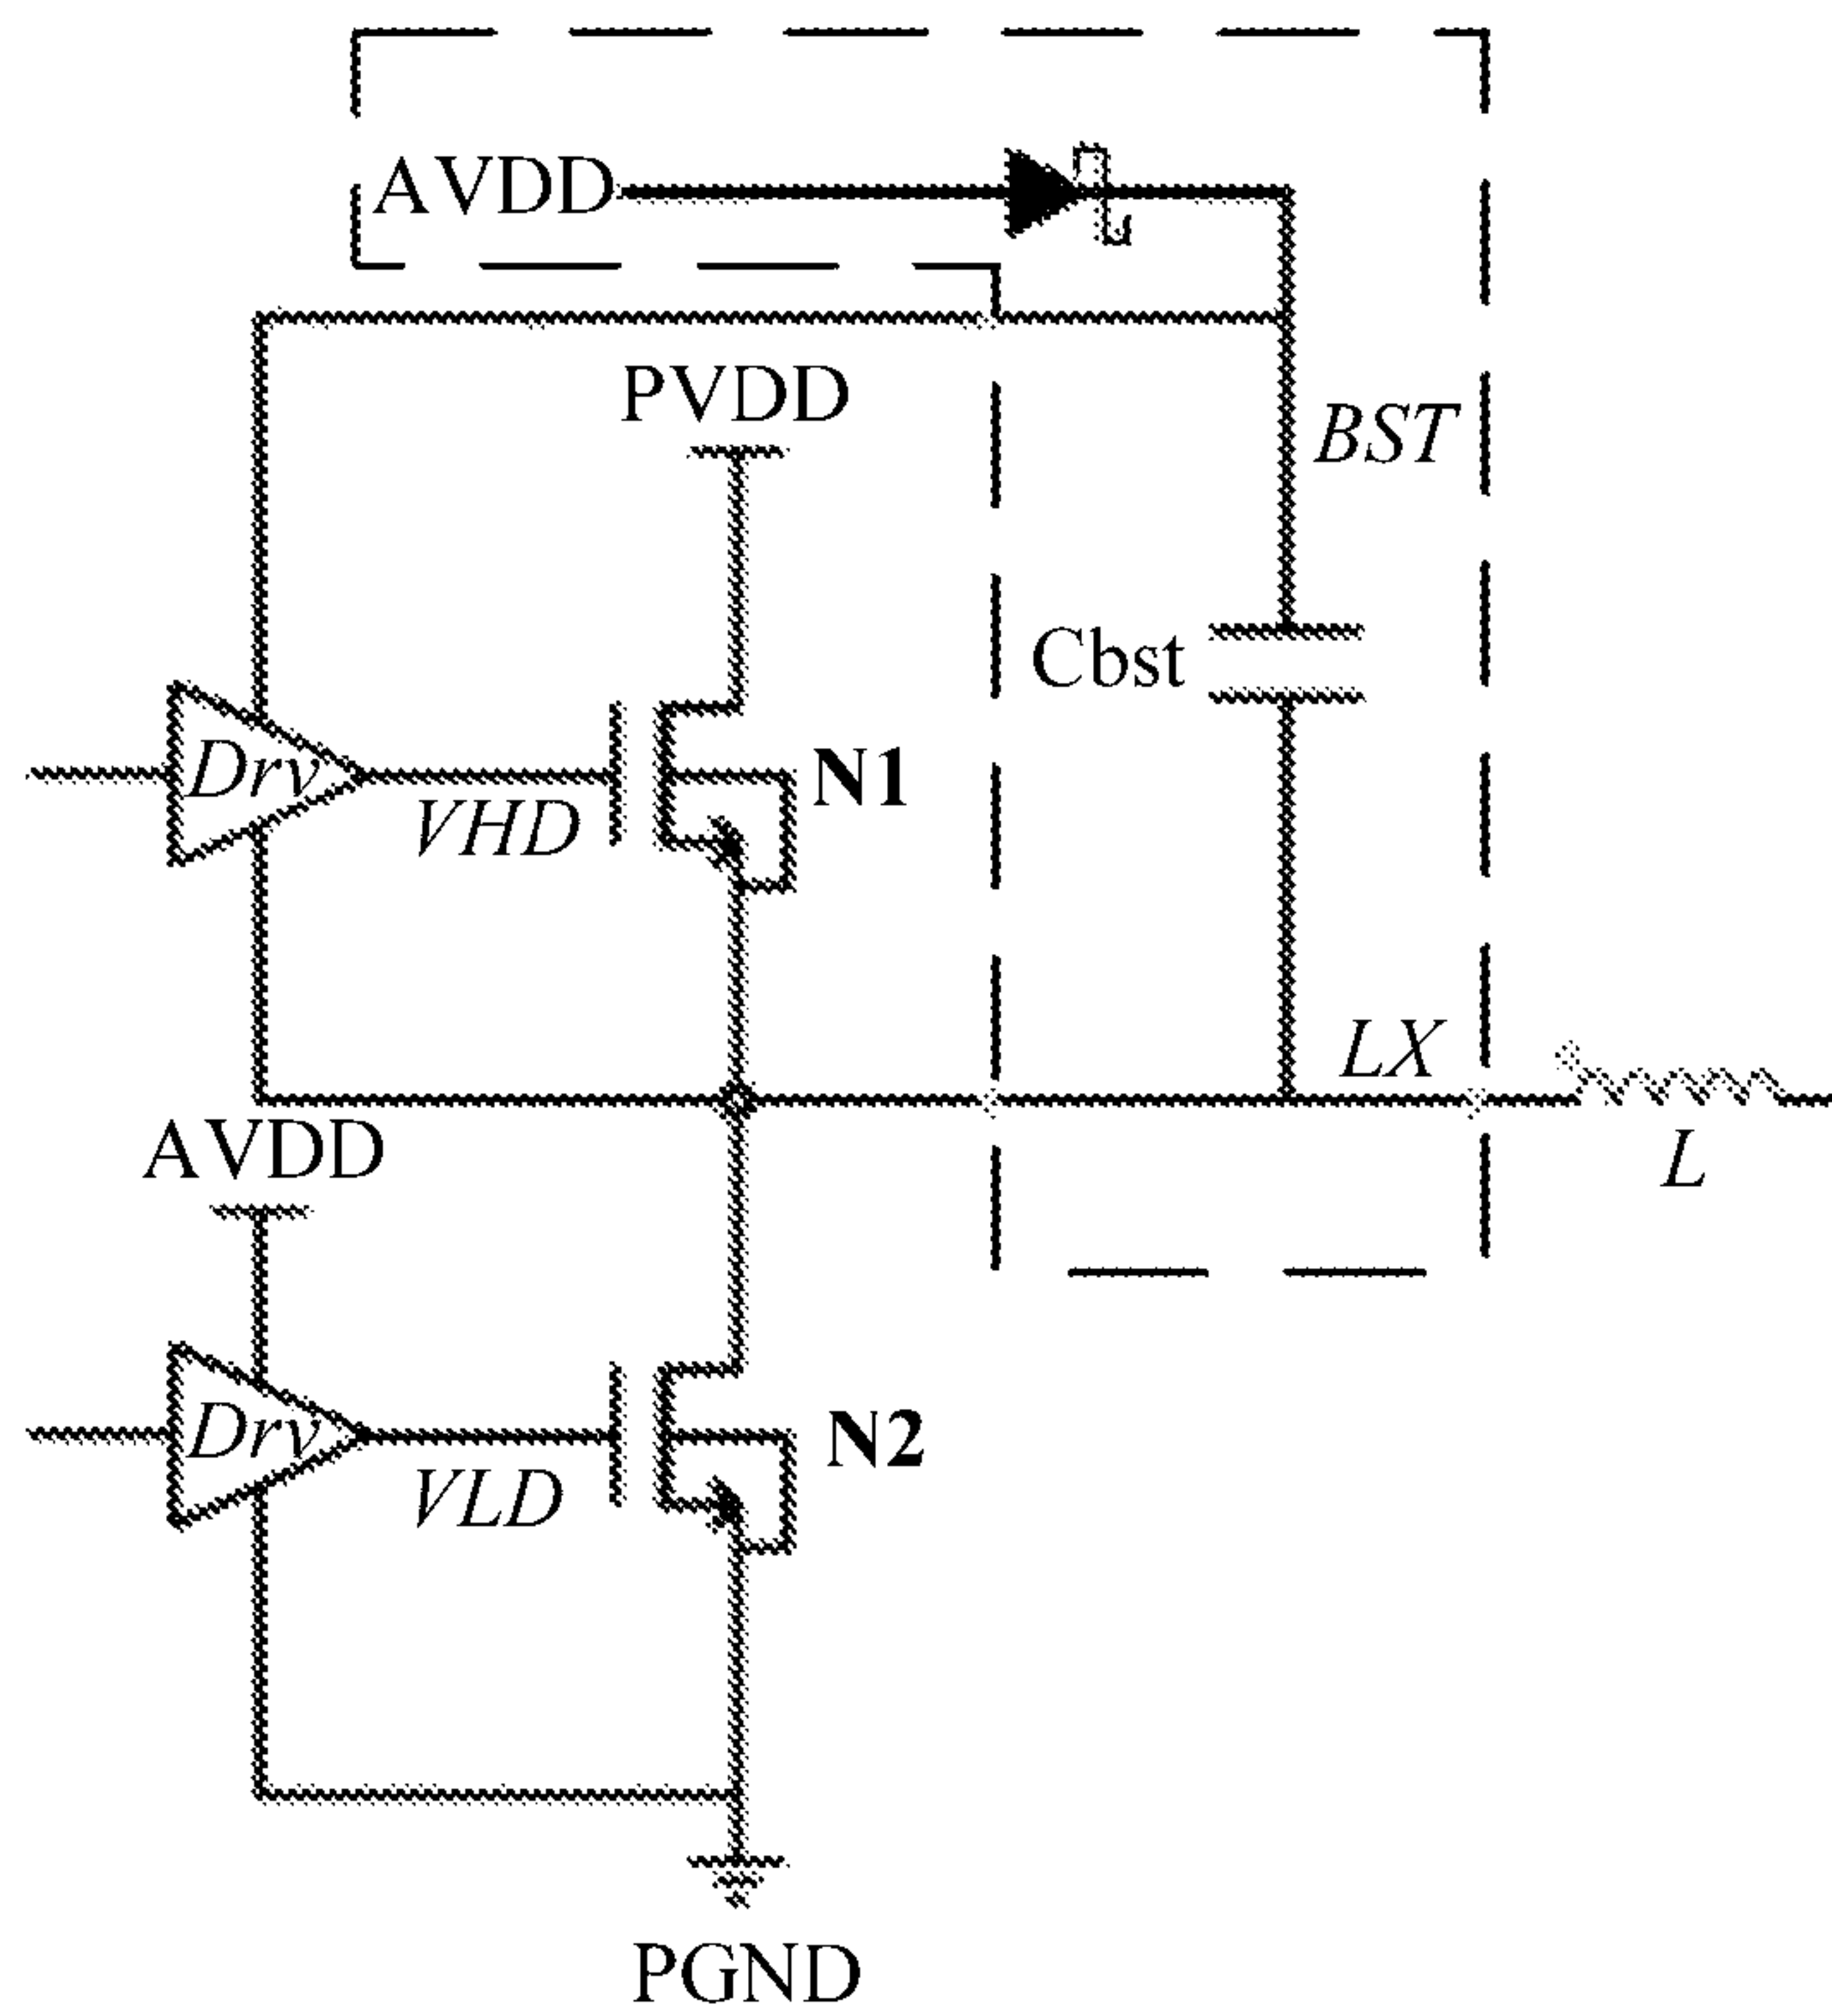 AVDD
PVDD
BST
Cbst
Drv
N1
VHD
LX
AVDD
L
Drv
N2
VLD
PGND